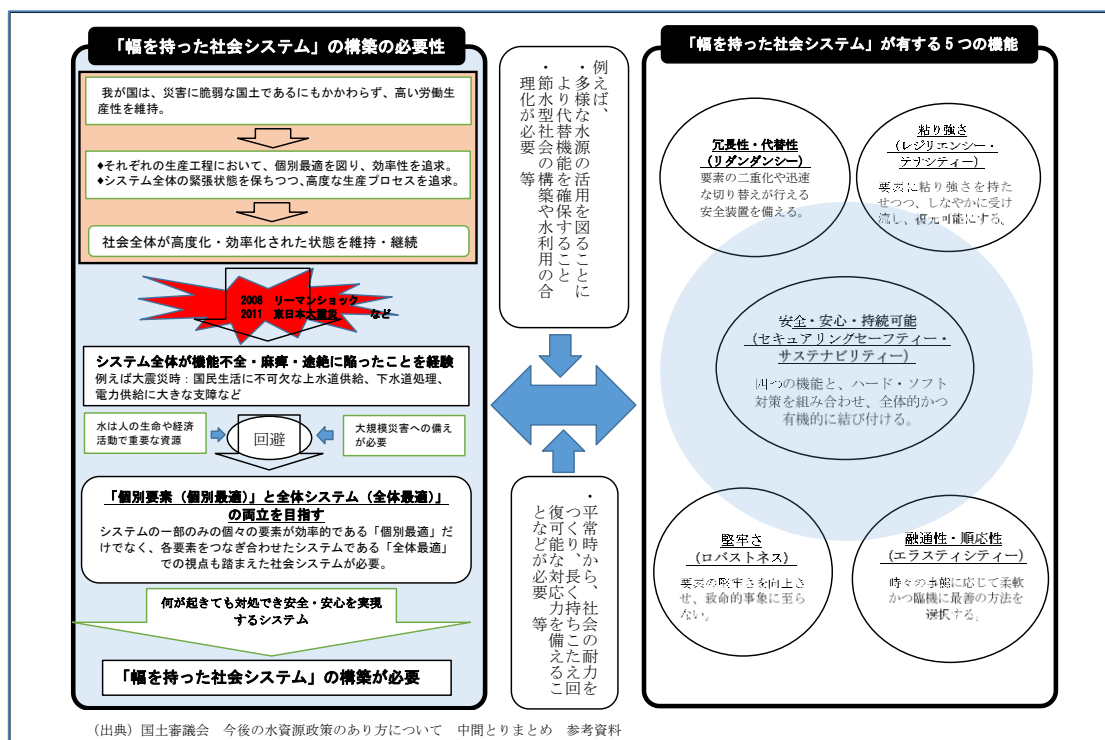 「幅を持った社会システム」の構築の必要性
我が国は、災害に脆弱な国土であるにもかかわらず、高い労働生
産性を維持。
♦それぞれの生産工程において、個別最適を図り、効率性を追求。
♦システム全体の緊張状態を保ちつつ、高度な生産プロセスを追求。
社会全体が高度化・効率化された状態を維持・継続
2008　リーマンショック
2011　東日本大震災　など
システム全体が機能不全・麻痺・途絶に陥ったことを経験
例えば大震災時：国民生活に不可欠な上水道供給、下水道処理、
電力供給に大きな支障など
水は人の生命や経済
活動で重要な資源
回避
大規模災害への備え
が必要
「個別要素（個別最適）」と全体システム（全体最適）」
の両立を目指す
システムの一部のみの個々の要素が効率的である「個別最適」だ
けでなく、各要素をつなぎ合わせたシステムである「全体最適」
での視点も踏まえた社会システムが必要。
何が起きても対処でき安全・安心を実現
するシステム
「幅を持った社会システム」の構築が必要
例えば、
・多様な水源の活用を図ることに
より代替機能を確保すること
・節水型社会の構築や水利用の合
理化が必要　等
・平常時から、社会の耐力を
つくり、長く持ちこたえ回
復可能な対応力を備えるこ
となどが必要　等
「幅を持った社会システム」が有する５つの機能
冗長性・代替性
（リダンダンシー）
要素の二重化や迅速
な切り替えが行える
安全装置を備える。
粘り強さ
（レジリエンシー・
テナシティー）
要素に粘り強さを持た
せつつ、しなやかに受け
流し、復元可能にする。
安全・安心・持続可能
（セキュアリングセーフティー・
サステナビリティー）
四つの機能と、ハード・ソフト
対策を組み合わせ、全体的かつ
有機的に結び付ける。
堅牢さ
（ロバストネス）
要素の堅牢さを向上さ
せ、致命的事象に至ら
ない。
融通性・順応性
（エラスティシティー）
時々の事態に応じて柔軟
かつ臨機に最善の方法を
選択する。
（出典）国土審議会　今後の水資源政策のあり方について　中間とりまとめ　参考資料